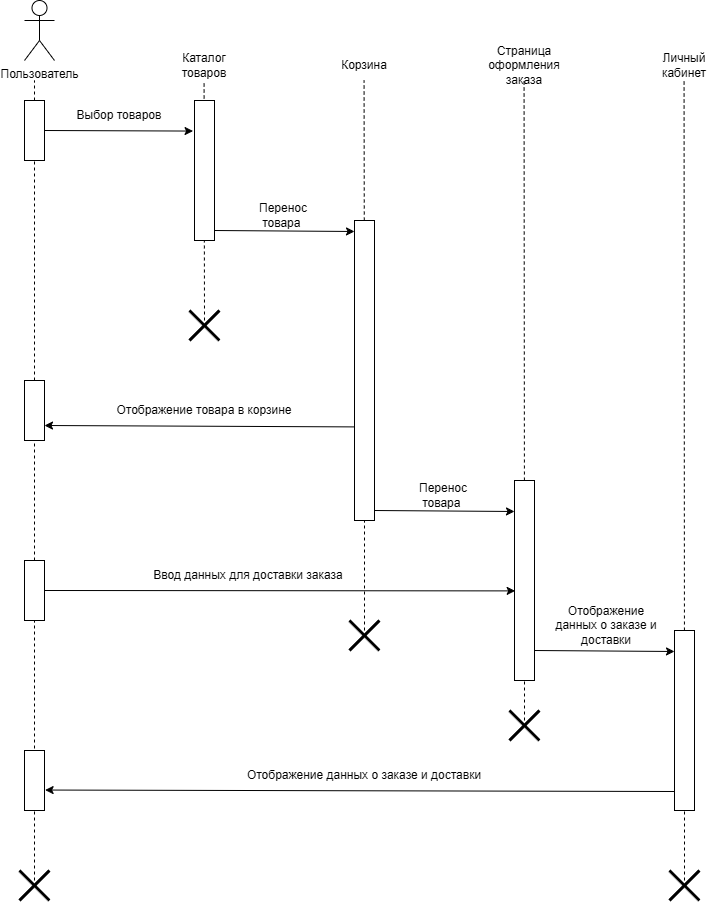 Пользователь
Каталог
товаров
Корзина
Страница
оформления
заказа
Личный
кабинет
Выбор товаров
Перенос
товара
Отображение товара в корзине
Перенос
товара
Ввод данных для доставки заказа
Отображение
данных о заказе и
доставки
Отображение данных о заказе и доставки